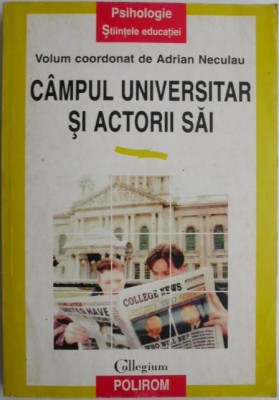 Psihologie
Științele educației
Volum coordonat de Adrian Neculau
CÂMPUL UNIVERSITAR
ȘI ACTORII SĂI
COLLEGE NEWS
Collegium
POLIROM